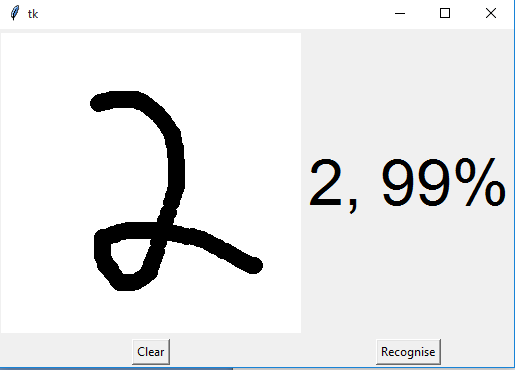 tk
2
2, 99%
Clear
Recognise